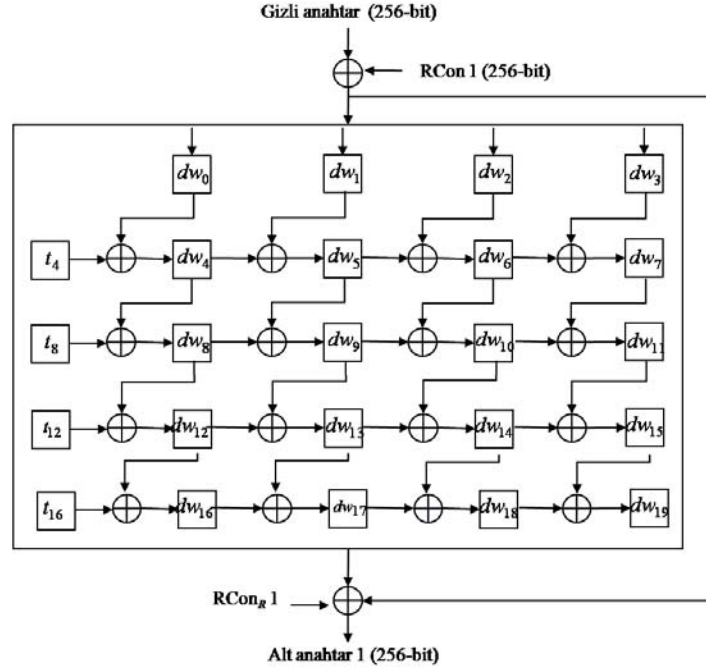 Gizli anahtar (256-bit)
RCon 1 (256-bit)
dw₀ dw₁ dw₂ dw₃
t₄ dw₄ dw₅ dw₆ dw₇
t₈ dw₈ dw₉ dw₁₀ dw₁₁
t₁₂ dw₁₂ dw₁₃ dw₁₄ dw₁₅
t₁₆ dw₁₆ dw₁₇ dw₁₈ dw₁₉
RCon_R 1
Alt anahtar 1 (256-bit)